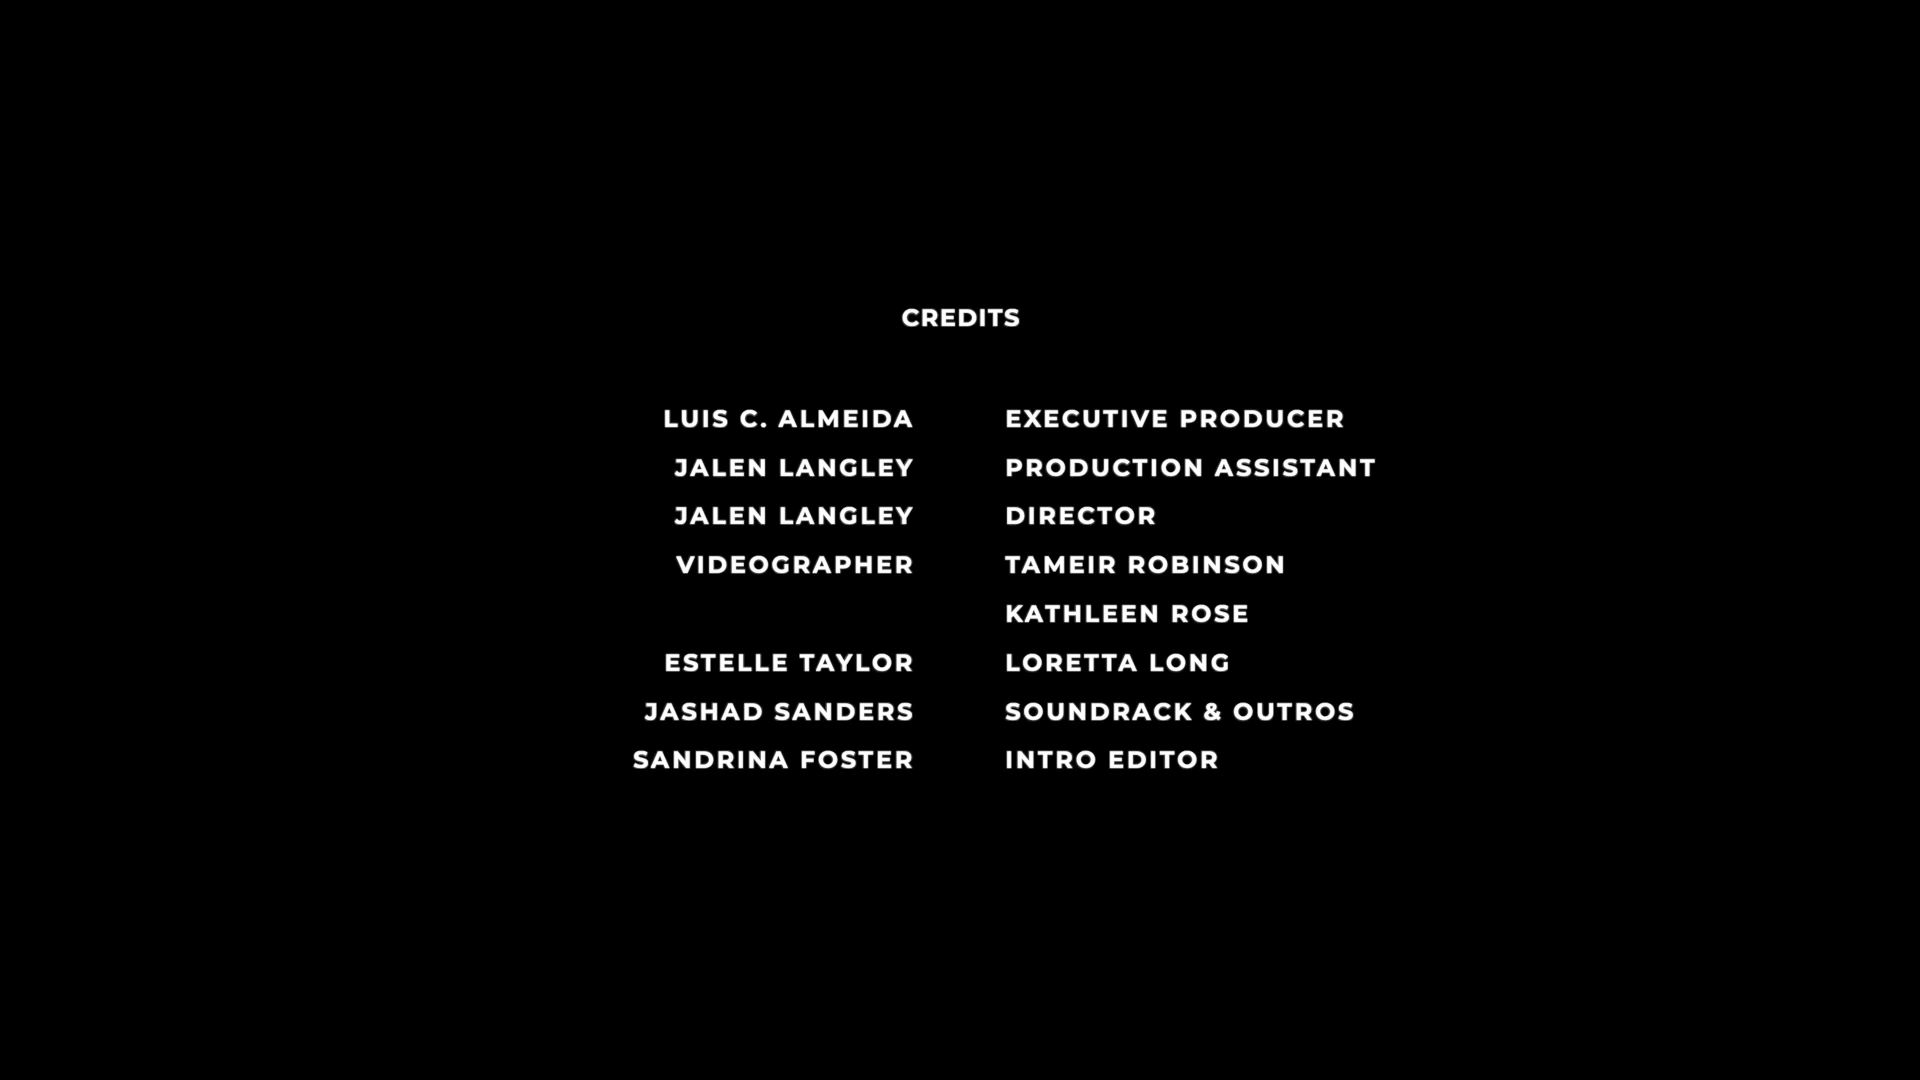 CREDITS
LUIS C. ALMEIDA EXECUTIVE PRODUCER
JALEN LANGLEY PRODUCTION ASSISTANT
JALEN LANGLEY DIRECTOR
VIDEOGRAPHER TAMEIR ROBINSON
KATHLEEN ROSE
ESTELLE TAYLOR LORETTA LONG
JASHAD SANDERS SOUNDRACK & OUTROS
SANDRINA FOSTER INTRO EDITOR